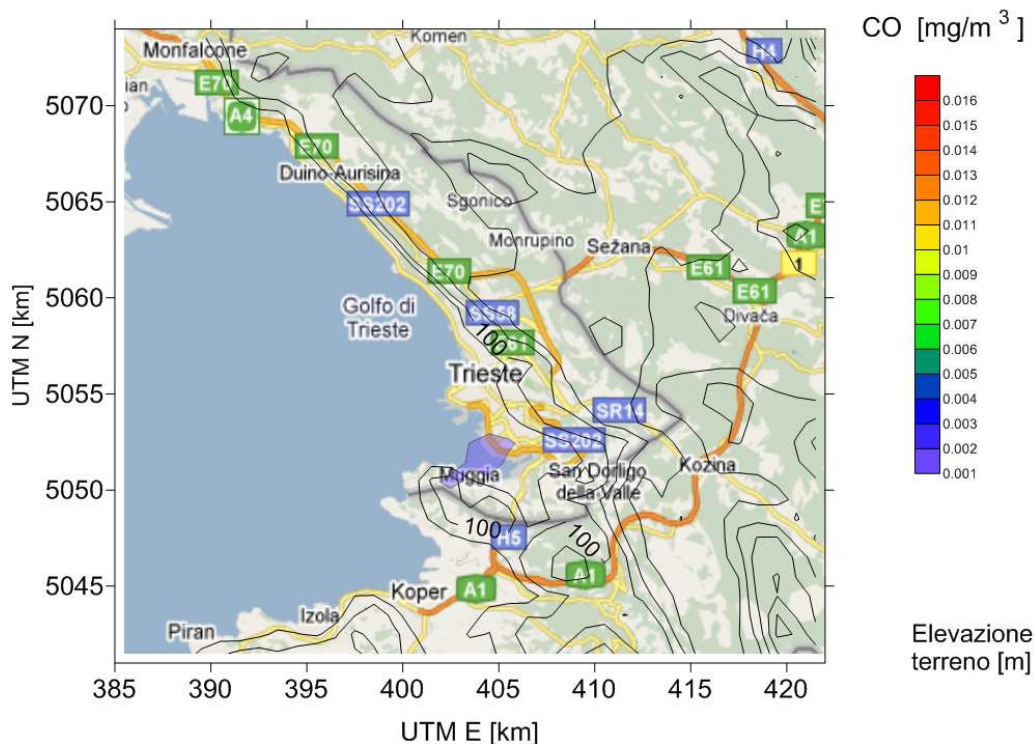 CO [mg/m ³]
Monfalcone
Komen
H4
ian
E70
A4
5070
E70
Duino-Aurisina
5065
SS202
Sgonico
Monrupino
Sežana
A1
1
E61
E61
E70
5060
Golfo di
Trieste
SS58
100
Divača
5055
Trieste
SR14
SS202
Muggia
San Dorligo
della Valle
Kozina
5050
100
H5
100
A1
A1
5045
Koper
Izola
Piran
UTM N [km]
385
390
395
400
405
410
415
420
UTM E [km]
0.016
0.015
0.014
0.013
0.012
0.011
0.01
0.009
0.008
0.007
0.006
0.005
0.004
0.003
0.002
0.001
Elevazione
terreno [m]